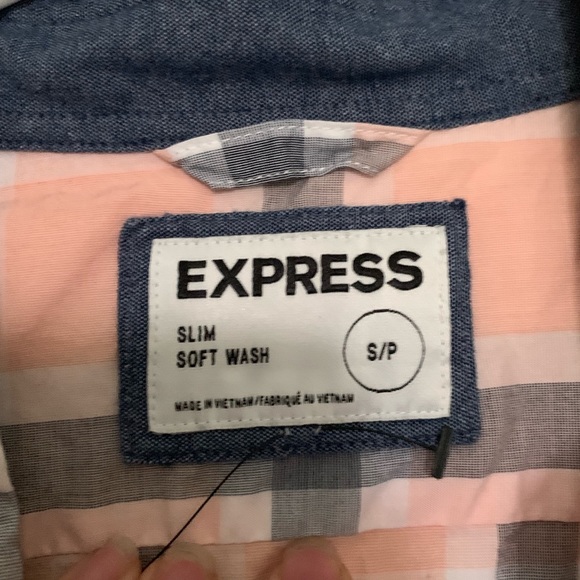 EXPRESS
SLIM
SOFT WASH
S/P
MADE IN VIETNAM/FABRIQUÉ AU VIETNAM